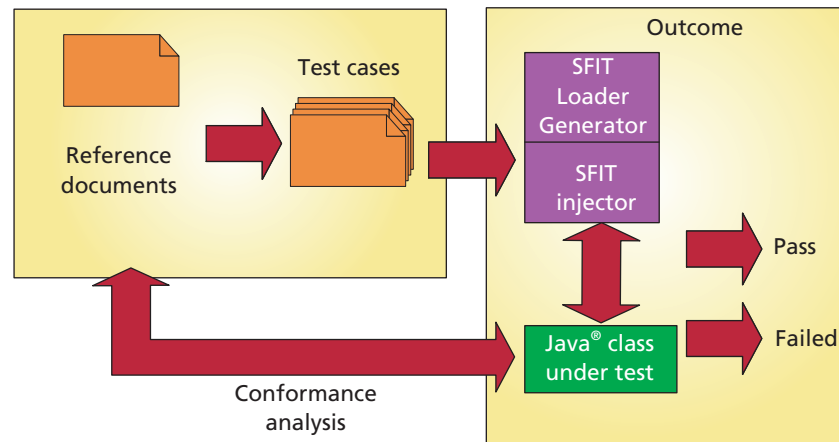 Outcome
Test cases
SFIT
Loader
Generator
Reference
documents
SFIT
injector
Pass
Java® class
under test
Failed
Conformance
analysis